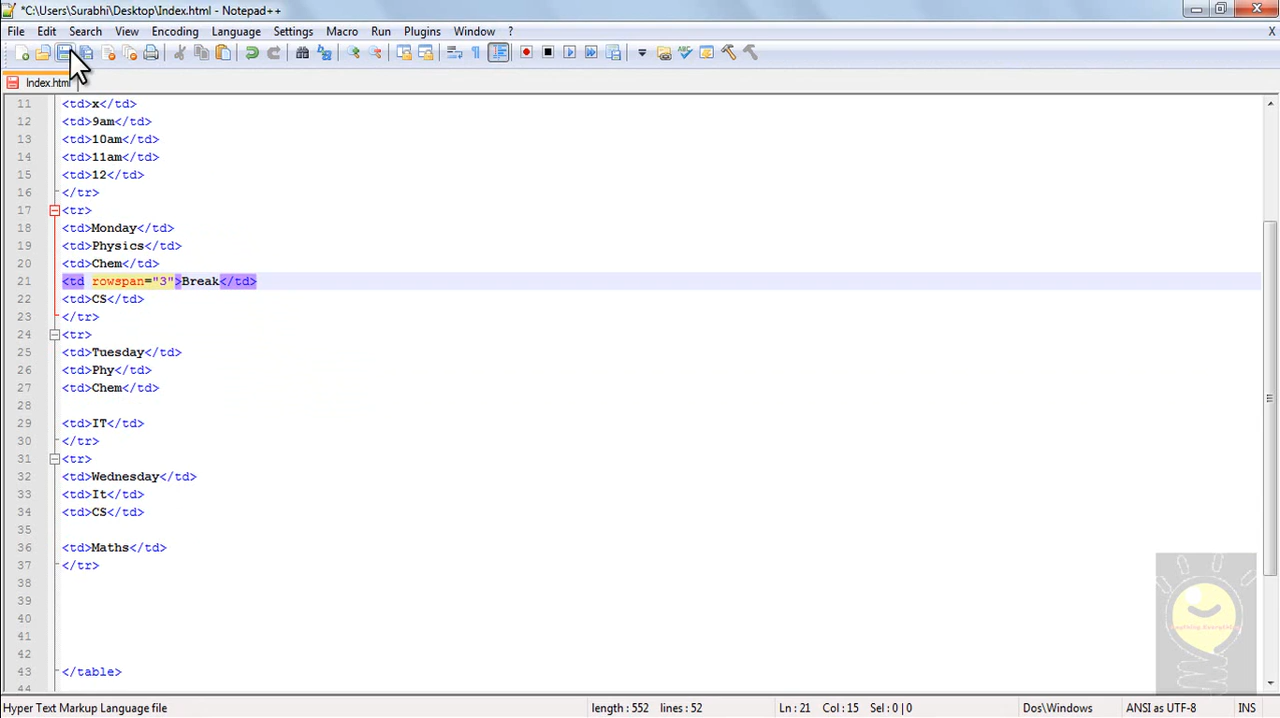 *C:\Users\Surabhi\Desktop\Index.html - Notepad++
File Edit Search View Encoding Language Settings Macro Run Plugins Window ? X
Index.html
11 <td>x</td>
12 <td>9am</td>
13 <td>10am</td>
14 <td>11am</td>
15 <td>12</td>
16 </tr>
17 <tr>
18 <td>Monday</td>
19 <td>Physics</td>
20 <td>Chem</td>
21 <td rowspan="3">Break</td>
22 <td>CS</td>
23 </tr>
24 <tr>
25 <td>Tuesday</td>
26 <td>Phy</td>
27 <td>Chem</td>
28
29 <td>IT</td>
30 </tr>
31 <tr>
32 <td>Wednesday</td>
33 <td>It</td>
34 <td>CS</td>
35
36 <td>Maths</td>
37 </tr>
38
39
40
41
42
43 </table>
44
Hyper Text Markup Language file length : 552 lines : 52 Ln : 21 Col : 15 Sel : 0 | 0 Dos\Windows ANSI as UTF-8 INS